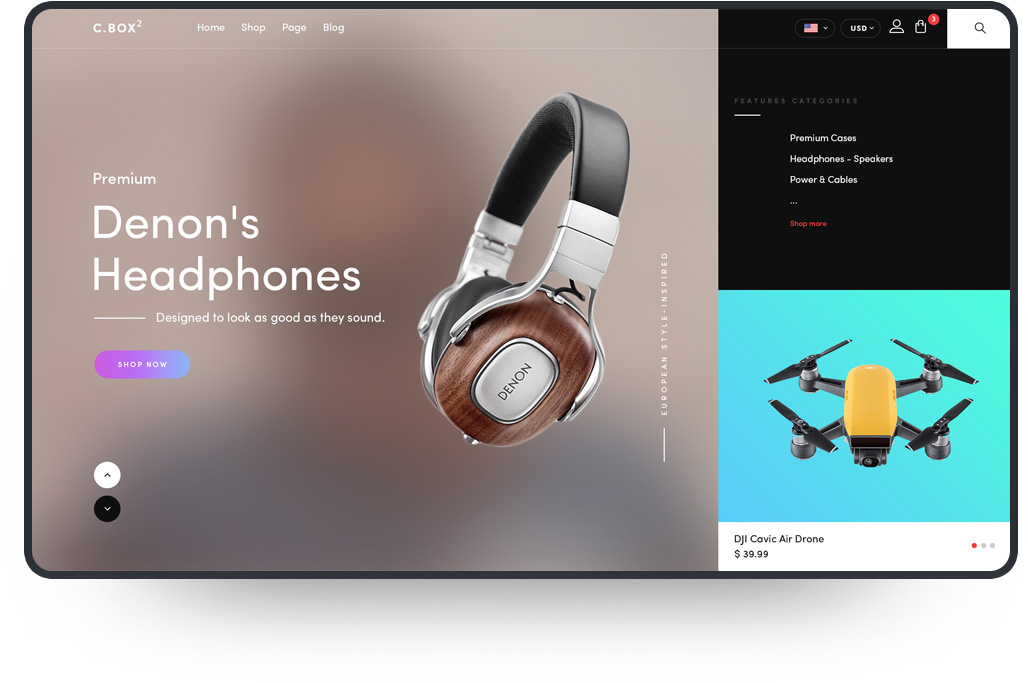 C.BOX2
Home Shop Page Blog
USD
3
Premium
Denon's
Headphones
Designed to look as good as they sound.
SHOP NOW
DENON
EUROPEAN STYLE-INSPIRED
FEATURES CATEGORIES
Premium Cases
Headphones - Speakers
Power & Cables
...
Shop more
DJI Cavic Air Drone
$ 39.99